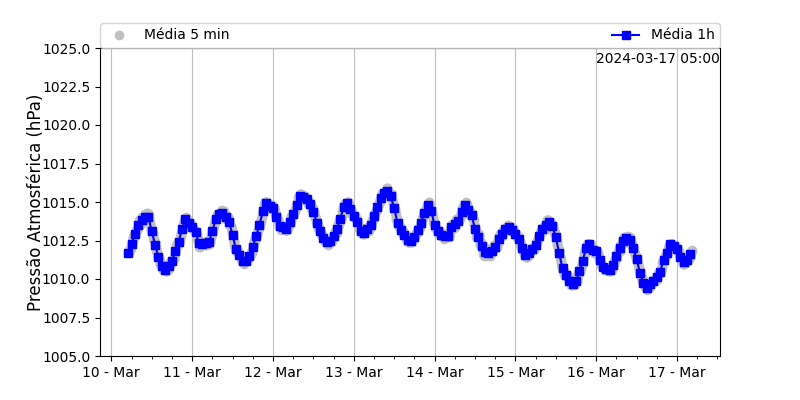 Média 5 min
Média 1h
2024-03-17 05:00
Pressão Atmosférica (hPa)
1025.0
1022.5
1020.0
1017.5
1015.0
1012.5
1010.0
1007.5
1005.0
10 - Mar
11 - Mar
12 - Mar
13 - Mar
14 - Mar
15 - Mar
16 - Mar
17 - Mar